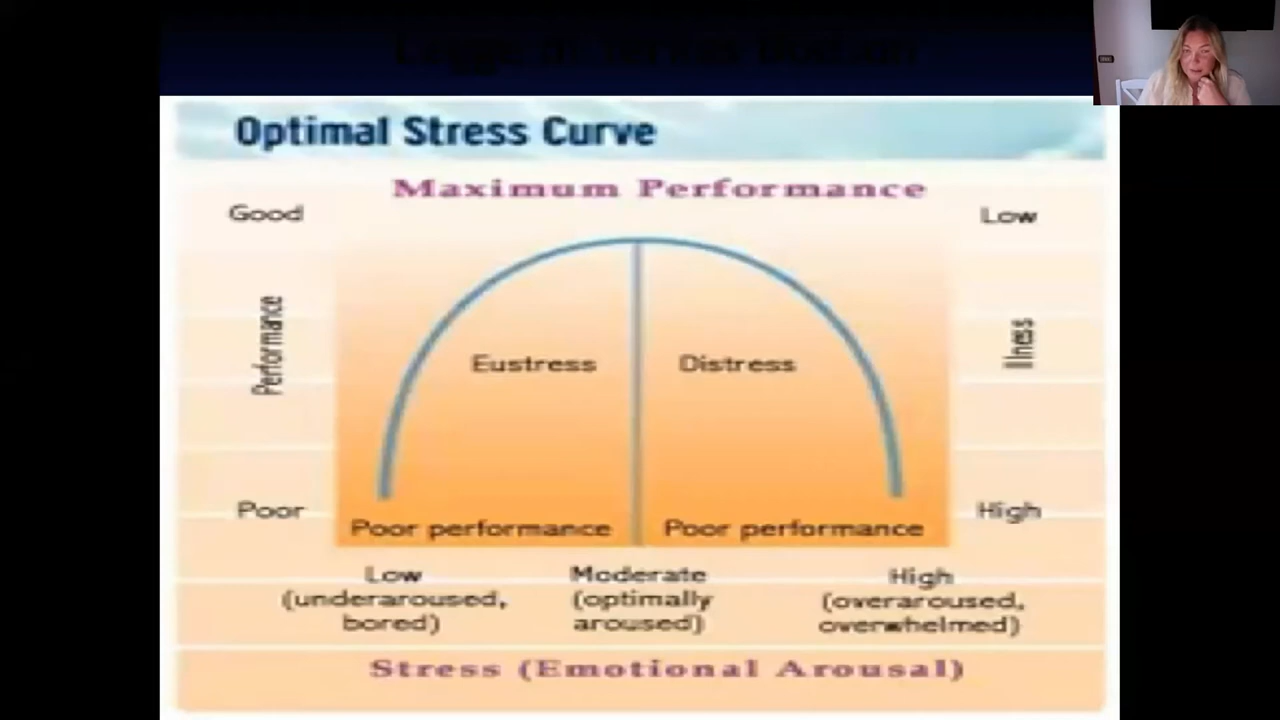 Optimal Stress Curve
Maximum Performance
Good
Low
Performance
Illness
Eustress
Distress
Poor
High
Poor performance
Poor performance
Low
(underaroused,
bored)
Moderate
(optimally
aroused)
High
(overaroused,
overwhelmed)
Stress (Emotional Arousal)